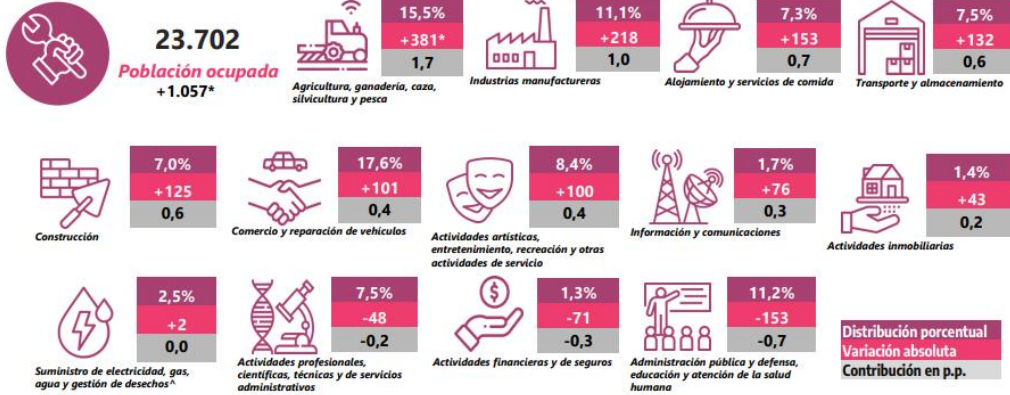 23.702
Población ocupada
+1.057*
15,5%
+381*
1,7
Agricultura, ganadería, caza,
silvicultura y pesca
11,1%
+218
1,0
Industrias manufactureras
7,3%
+153
0,7
Alojamiento y servicios de comida
7,5%
+132
0,6
Transporte y almacenamiento
7,0%
+125
0,6
Construcción
17,6%
+101
0,4
Comercio y reparación de vehículos
8,4%
+100
0,4
Actividades artísticas,
entretenimiento, recreación y otras
actividades de servicio
1,7%
+76
0,3
Información y comunicaciones
1,4%
+43
0,2
Actividades inmobiliarias
2,5%
+2
0,0
Suministro de electricidad, gas,
agua y gestión de desechos^
7,5%
-48
-0,2
Actividades profesionales,
científicas, técnicas y de servicios
administrativos
$
1,3%
-71
-0,3
Actividades financieras y de seguros
11,2%
-153
-0,7
Administración pública y defensa,
educación y atención de la salud
humana
Distribución porcentual
Variación absoluta
Contribución en p.p.